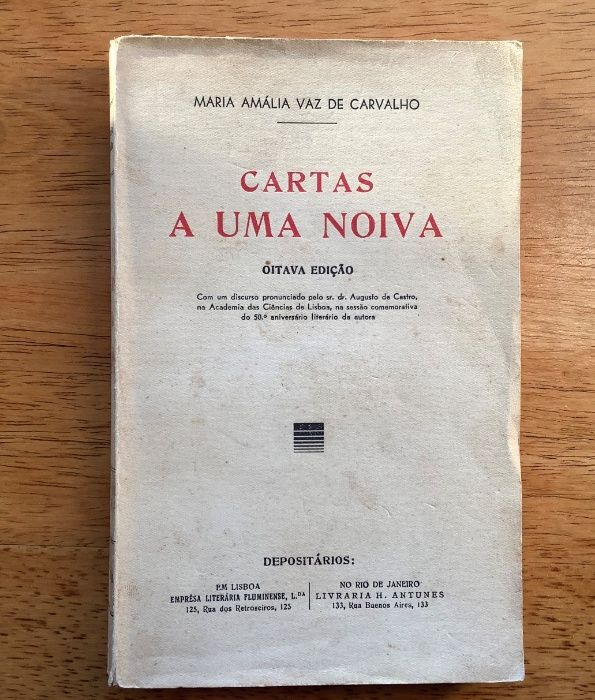 MARIA AMÁLIA VAZ DE CARVALHO
CARTAS
A UMA NOIVA
OITAVA EDIÇÃO
Com um discurso pronunciado pelo sr. dr. Augusto de Castro,
na Academia das Ciências de Lisboa, na sessão comemorativa
do 50.º aniversário literário da autora
DEPOSITÁRIOS:
EM LISBOA
EMPRÊSA LITERÁRIA FLUMINENSE, L.DA
125, Rua dos Retroseiros, 125
NO RIO DE JANEIRO
LIVRARIA H. ANTUNES
133, Rua Buenos Aires, 133